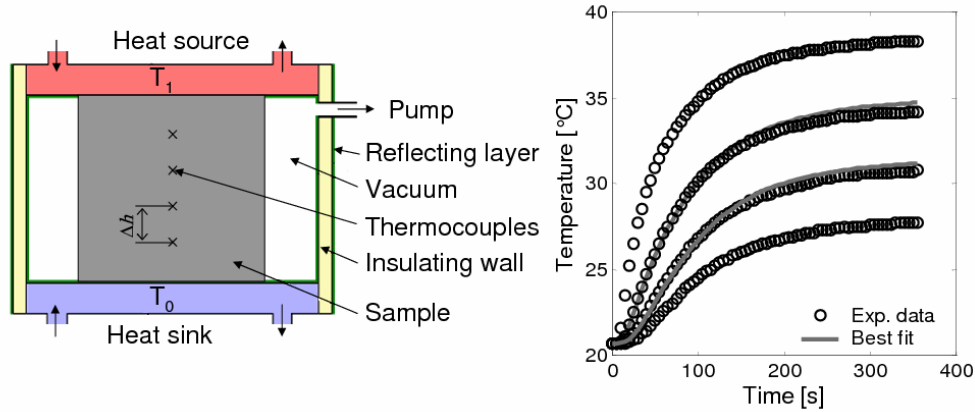 Heat source
T1
Pump
Reflecting layer
Vacuum
Thermocouples
Δh
Insulating wall
Sample
T0
Heat sink
Temperature [°C]
40
35
30
25
20
Exp. data
Best fit
0 100 200 300 400
Time [s]